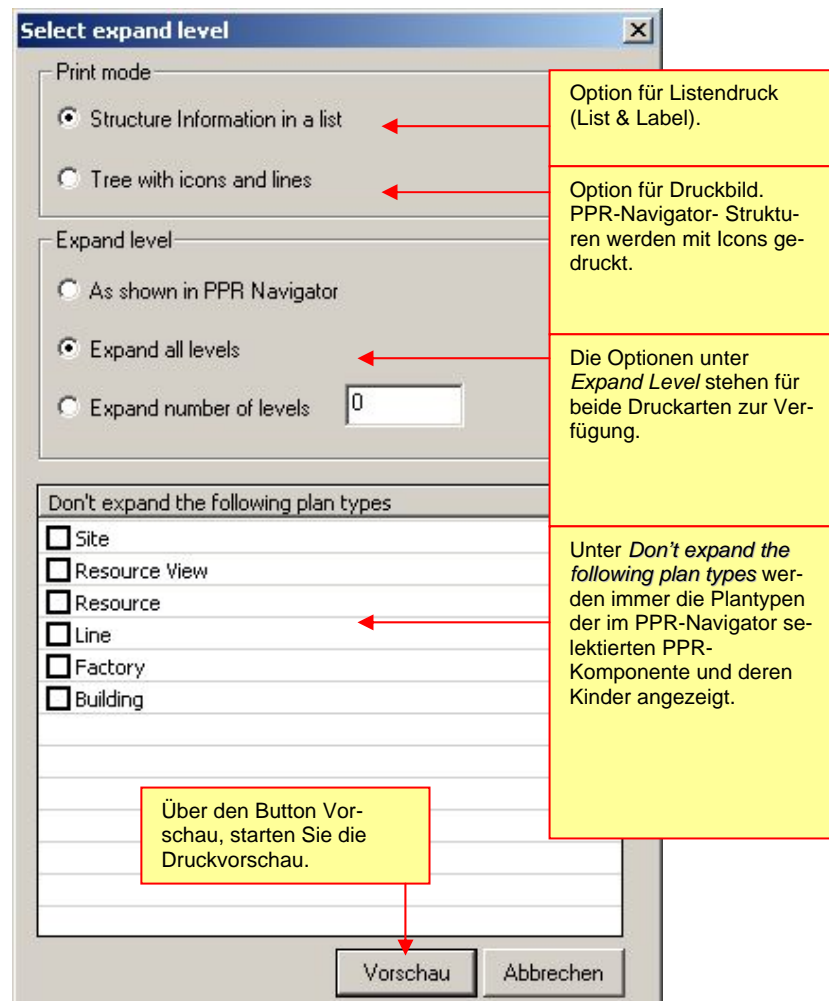 Select expand level
Print mode
Structure Information in a list
Tree with icons and lines
Option für Listendruck
(List & Label).
Option für Druckbild.
PPR-Navigator- Struktu-
ren werden mit Icons ge-
druckt.
Expand level
As shown in PPR Navigator
Expand all levels
Expand number of levels
0
Die Optionen unter
Expand Level stehen für
beide Druckarten zur Ver-
fügung.
Don't expand the following plan types
Site
Resource View
Resource
Line
Factory
Building
Unter Don't expand the
following plan types wer-
den immer die Plantypen
der im PPR-Navigator se-
lektierten PPR-
Komponente und deren
Kinder angezeigt.
Über den Button Vor-
schau, starten Sie die
Druckvorschau.
Vorschau
Abbrechen